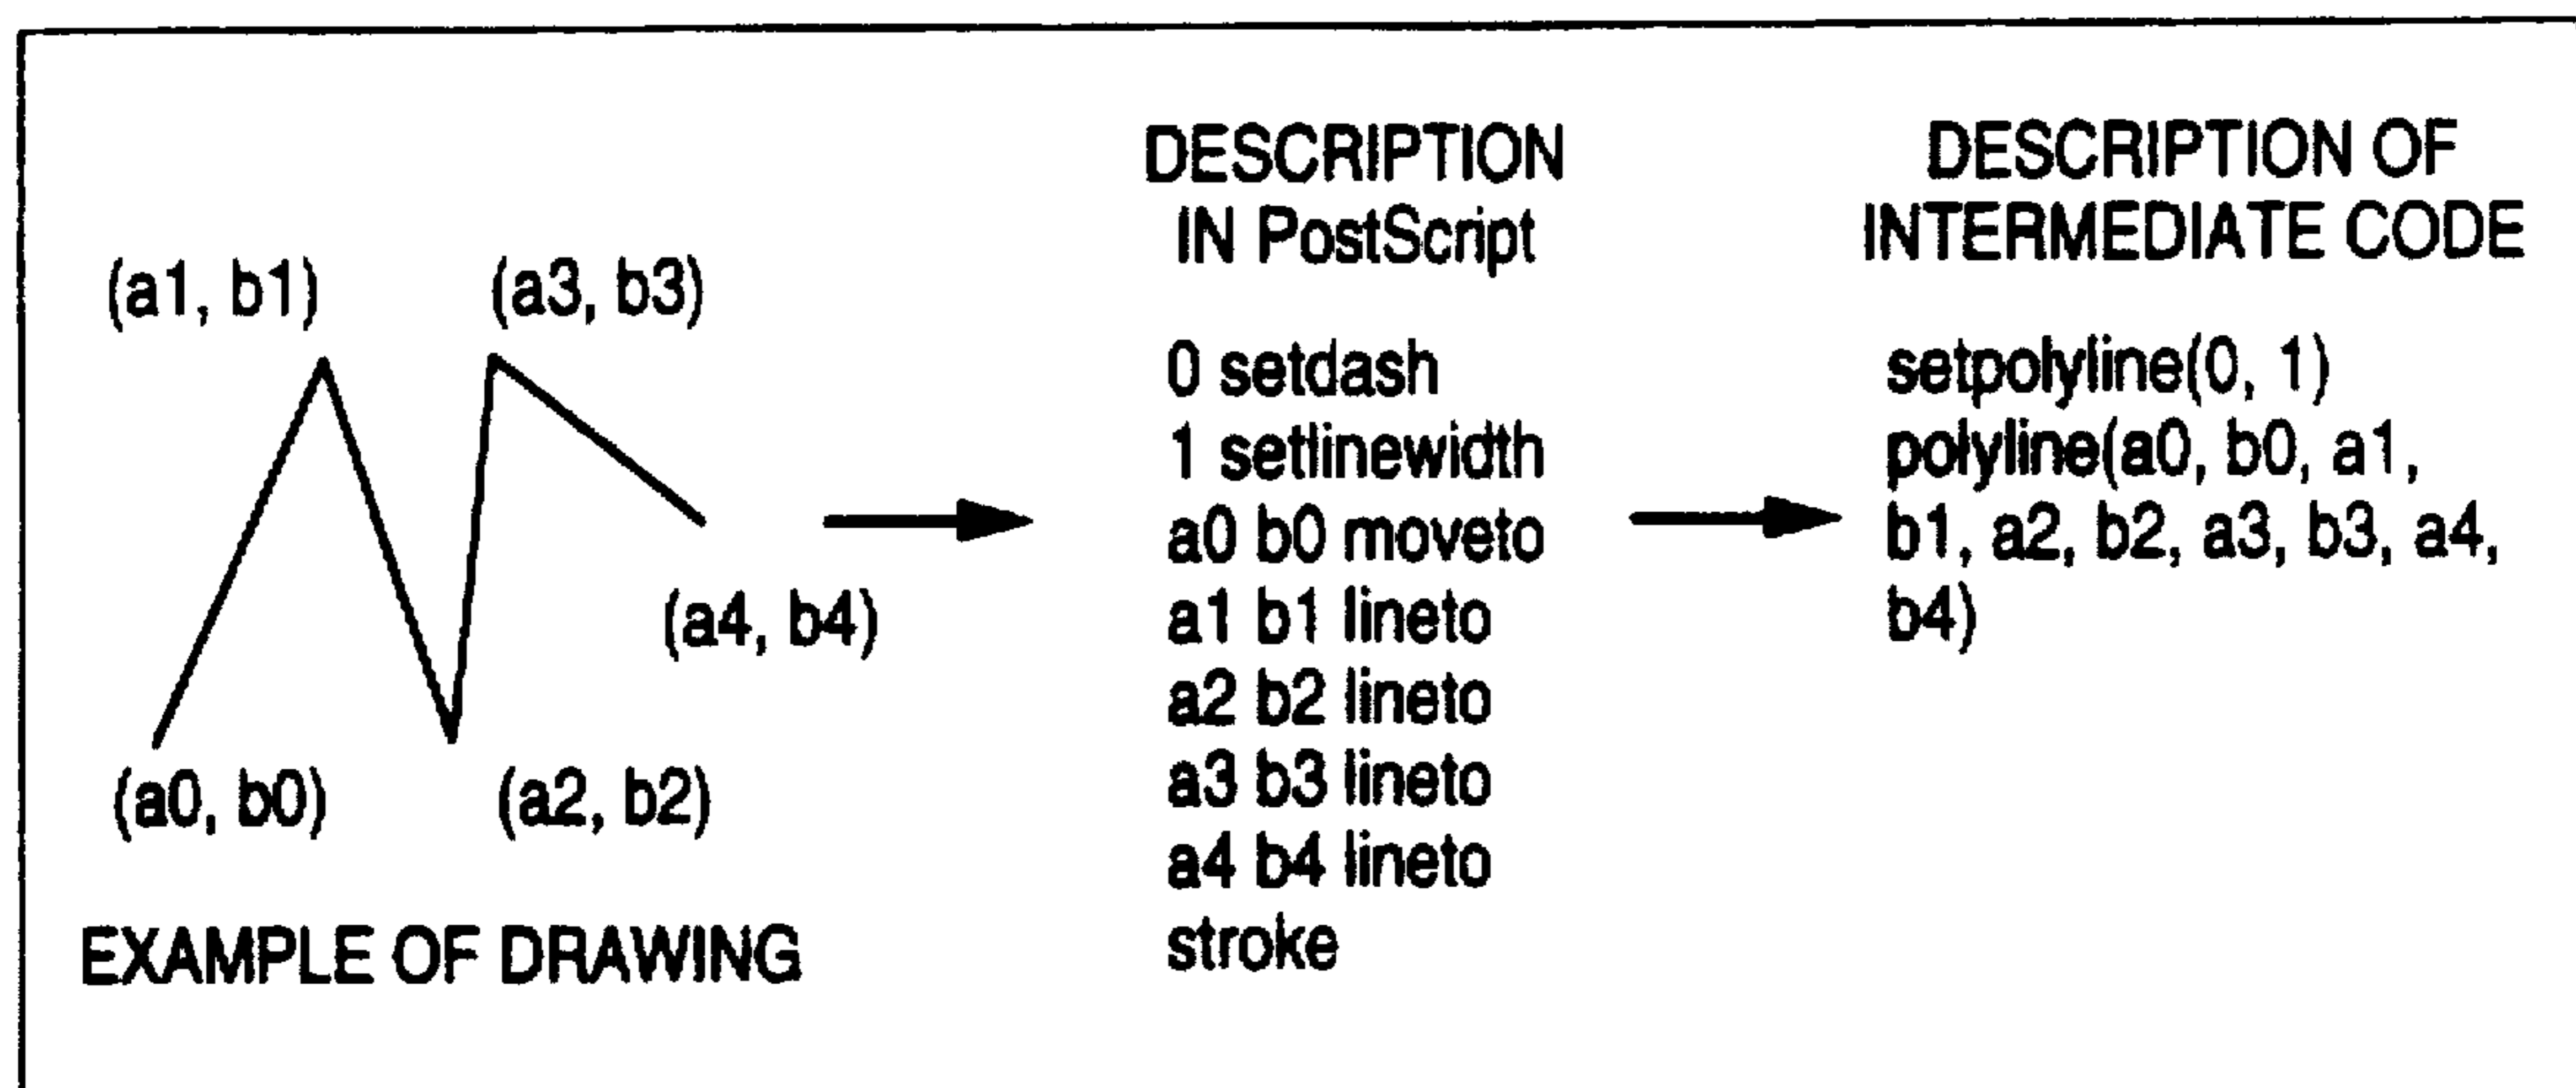 (a1, b1)
(a3, b3)
(a4, b4)
(a0, b0)
(a2, b2)
EXAMPLE OF DRAWING
DESCRIPTION
IN PostScript
0 setdash
1 setlinewidth
a0 b0 moveto
a1 b1 lineto
a2 b2 lineto
a3 b3 lineto
a4 b4 lineto
stroke
DESCRIPTION OF
INTERMEDIATE CODE
setpolyline(0, 1)
polyline(a0, b0, a1,
b1, a2, b2, a3, b3, a4,
b4)